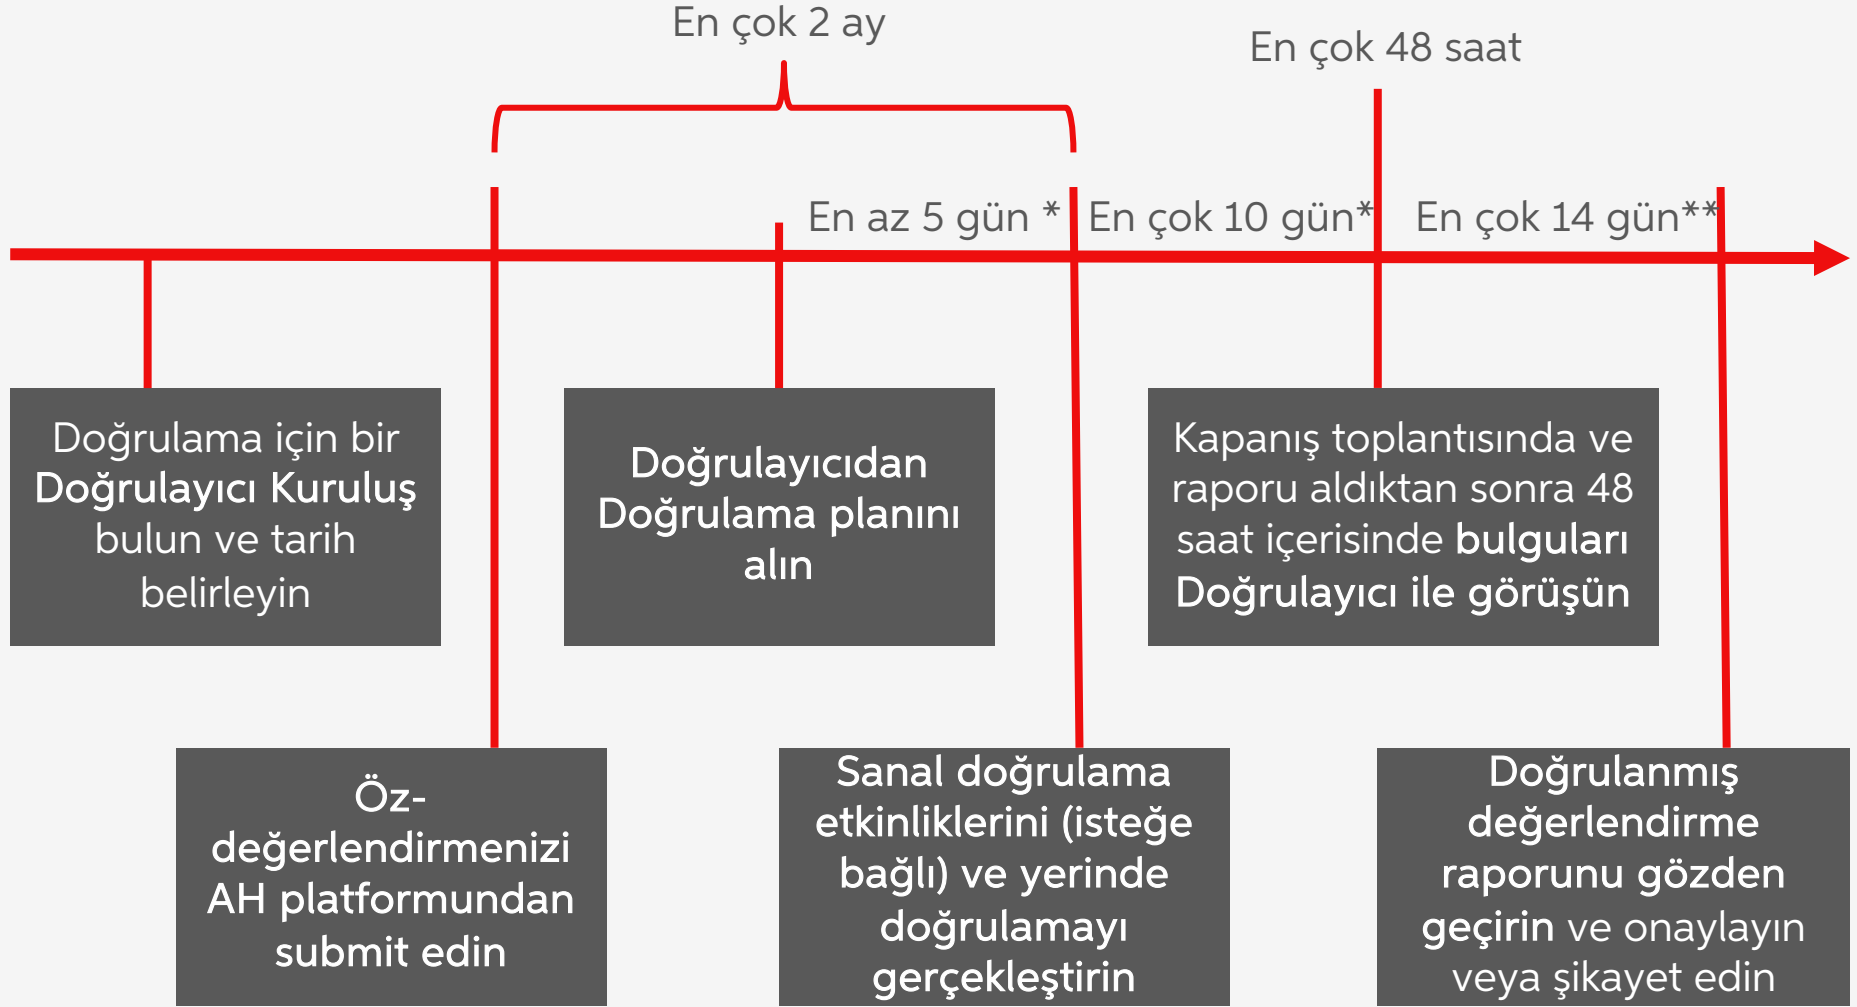 En çok 2 ay
En çok 48 saat
En az 5 gün *
En çok 10 gün*
En çok 14 gün**
Doğrulama için bir
Doğrulayıcı Kuruluş
bulun ve tarih
belirleyin
Doğrulayıcıdan
Doğrulama planını
alın
Kapanış toplantısında ve
raporu aldıktan sonra 48
saat içerisinde bulguları
Doğrulayıcı ile görüşün
Öz-
değerlendirmenizi
AH platformundan
submit edin
Sanal doğrulama
etkinliklerini (isteğe
bağlı) ve yerinde
doğrulamayı
gerçekleştirin
Doğrulanmış
değerlendirme
raporunu gözden
geçirin ve onaylayın
veya şikayet edin